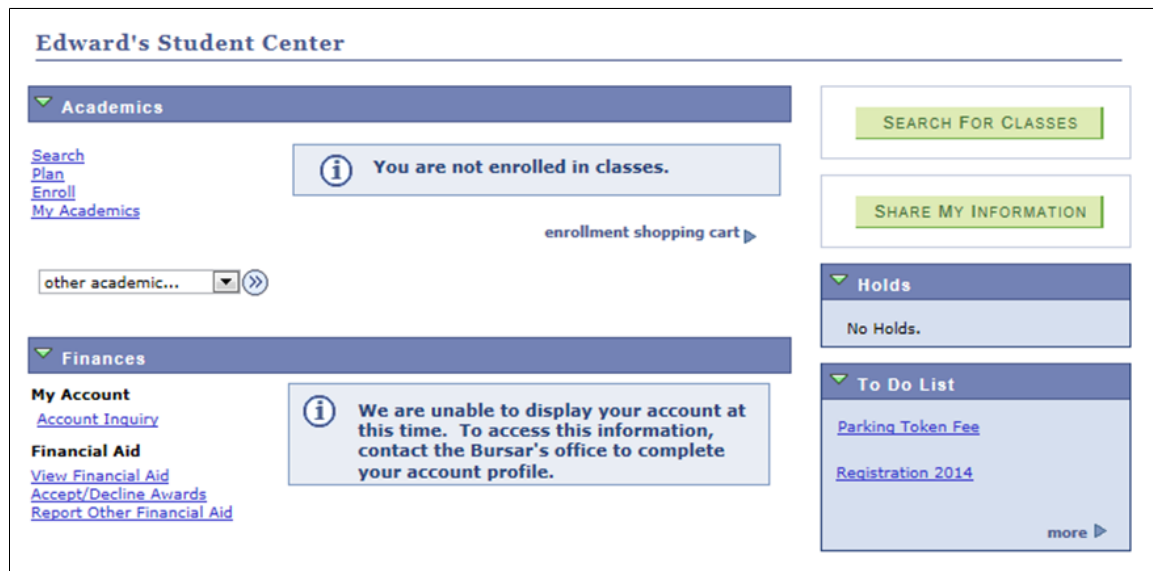 Edward's Student Center
Academics
Search
Plan
Enroll
My Academics
You are not enrolled in classes.
enrollment shopping cart
other academic...
Finances
My Account
Account Inquiry
Financial Aid
View Financial Aid
Accept/Decline Awards
Report Other Financial Aid
We are unable to display your account at
this time. To access this information,
contact the Bursar's office to complete
your account profile.
SEARCH FOR CLASSES
SHARE MY INFORMATION
Holds
No Holds.
To Do List
Parking Token Fee
Registration 2014
more